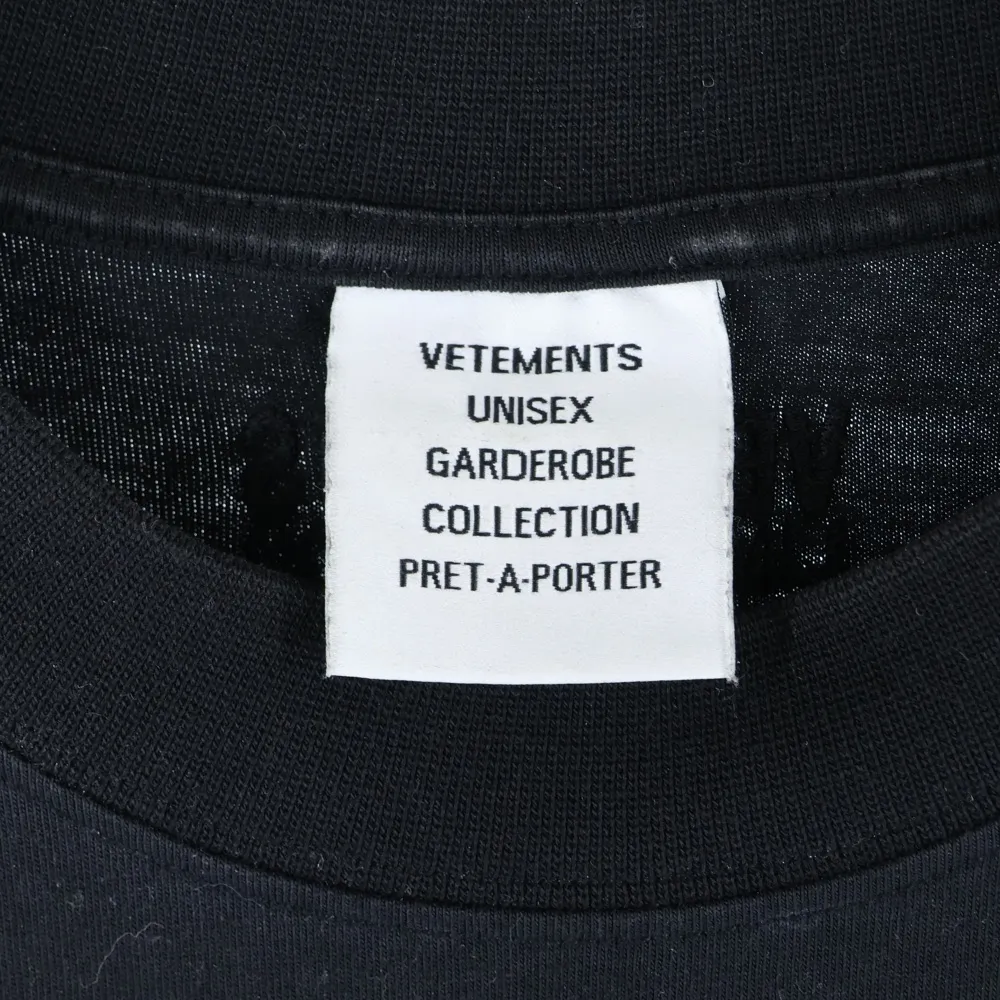 VETEMENTS
UNISEX
GARDEROBE
COLLECTION
PRET-A-PORTER